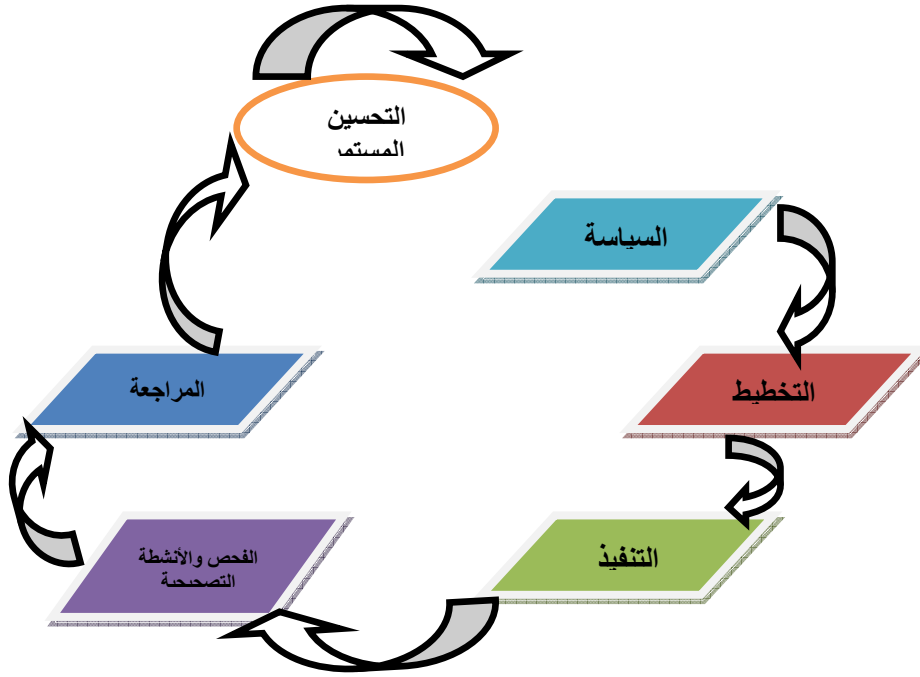 التحسين
المستمر
السياسة
التخطيط
التنفيذ
الفحص والأنشطة
التصحيحية
المراجعة